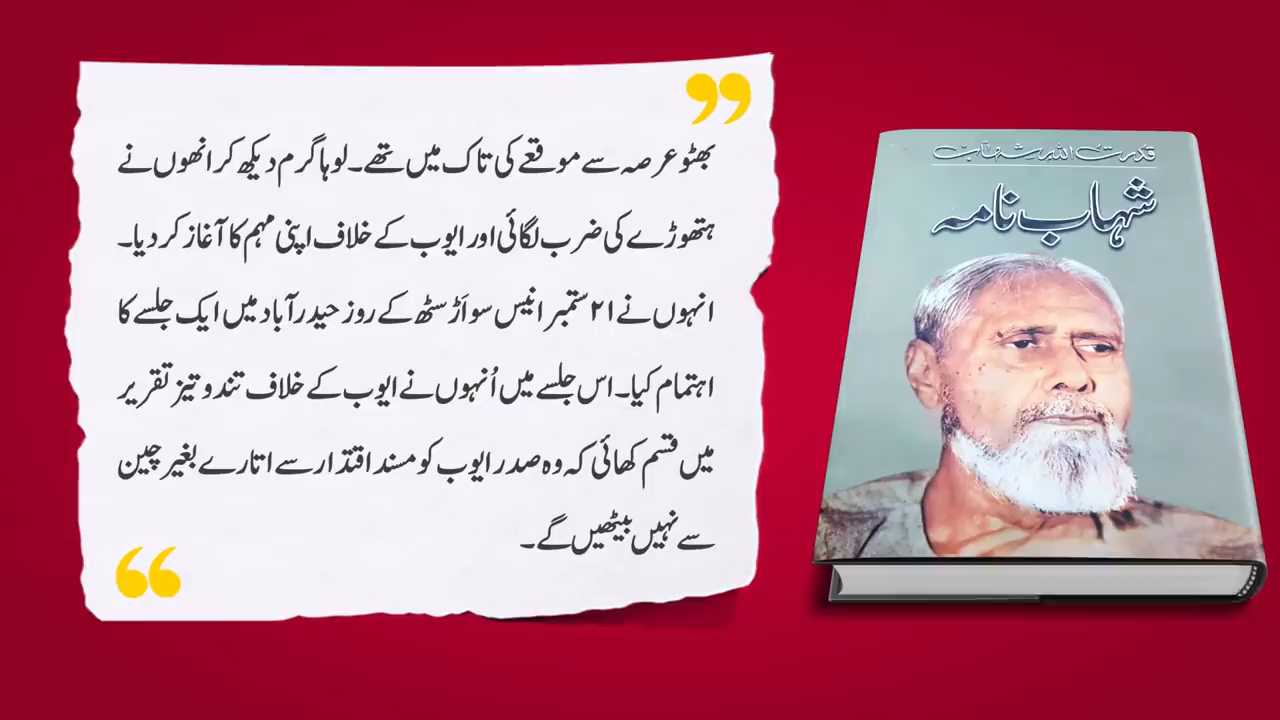 بھٹو عرصہ سے موقعے کی تاک میں تھے۔ لوہا گرم دیکھ کر انھوں نے
ہتھوڑے کی ضرب لگائی اور ایوب کے خلاف اپنی مہم کا آغاز کر دیا۔
انہوں نے ۲۱ ستمبر انیس سو اڑسٹھ کے روز حیدر آباد میں ایک جلسے کا
اہتمام کیا۔ اس جلسے میں اُنہوں نے ایوب کے خلاف تند و تیز تقریر
میں قسم کھائی کہ وہ صدر ایوب کو مسند اقتدار سے اتارے بغیر چین
سے نہیں بیٹھیں گے۔
قدرت اللہ شہاب
شہاب نامہ